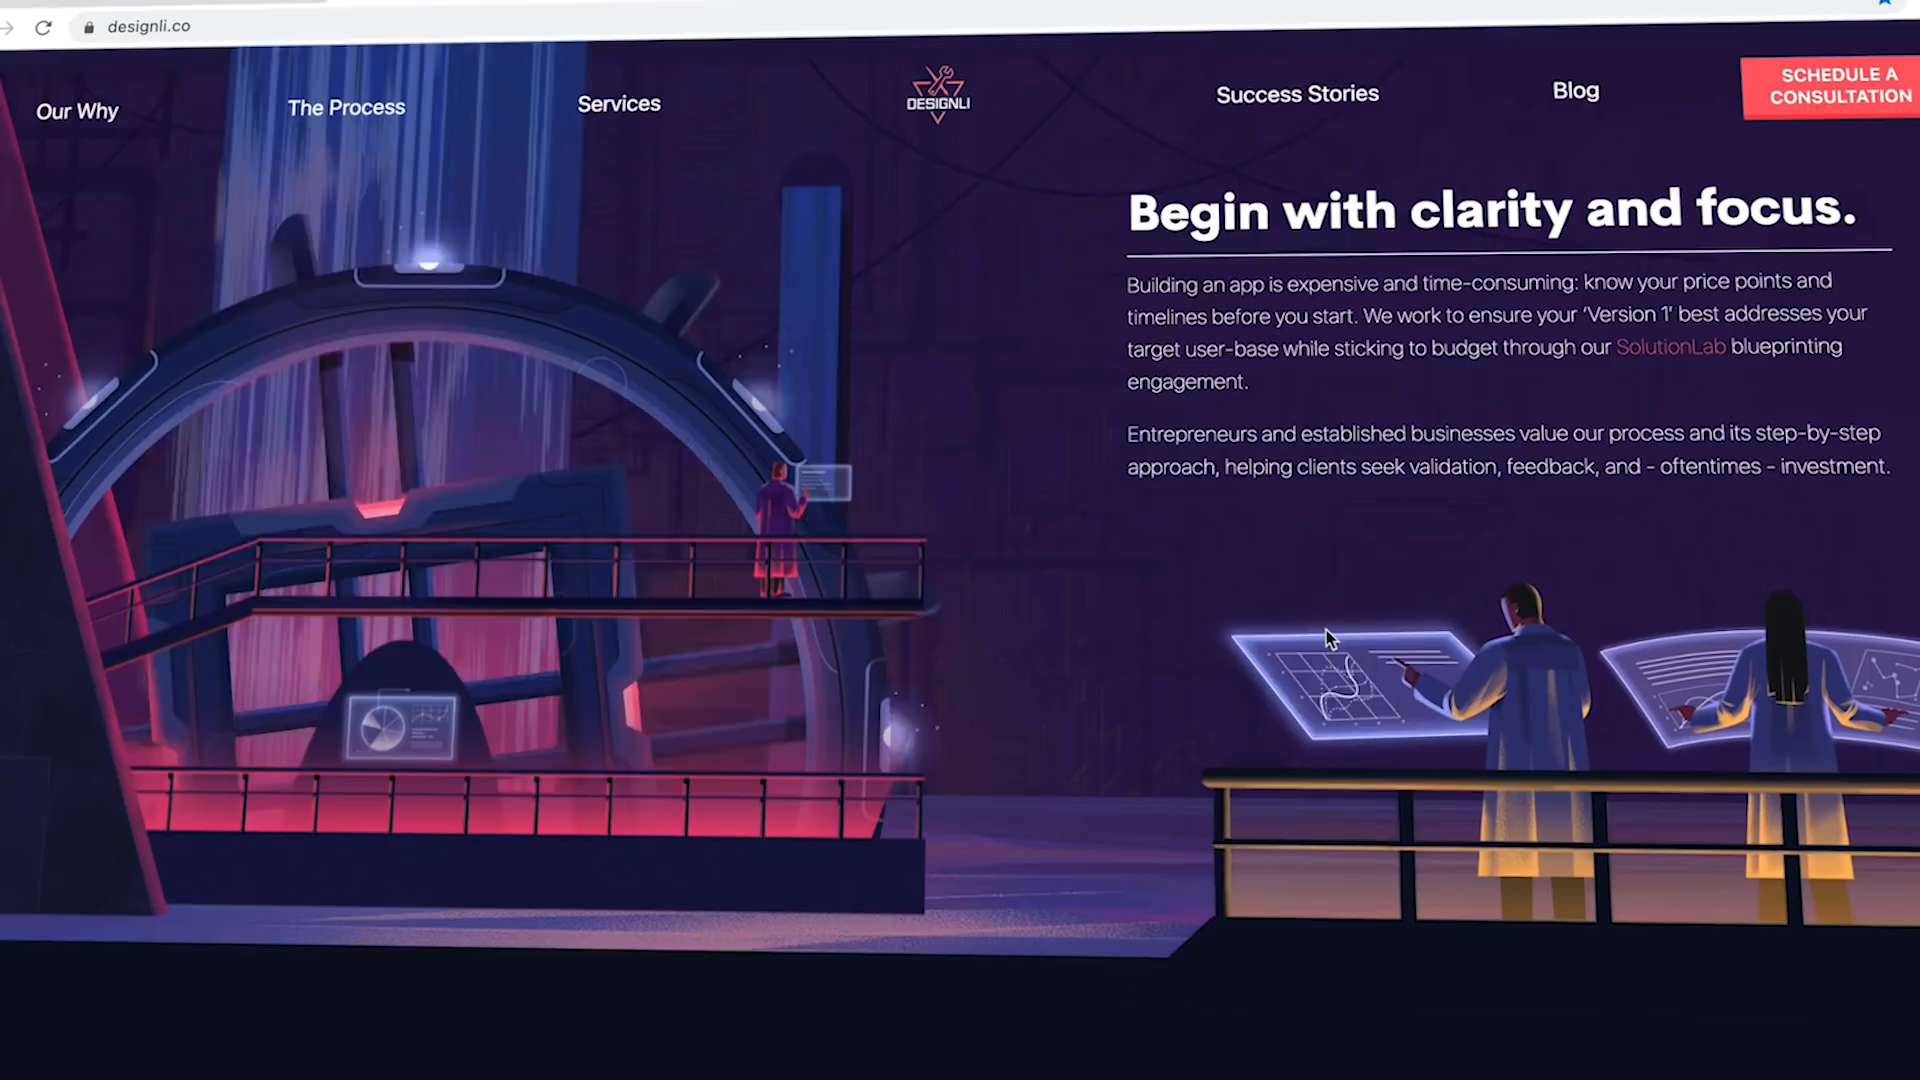 designli.co
Our Why
The Process
Services
DESIGNLI
Success Stories
Blog
SCHEDULE A
CONSULTATION
Begin with clarity and focus.
Building an app is expensive and time-consuming: know your price points and
timelines before you start. We work to ensure your ‘Version 1’ best addresses your
target user-base while sticking to budget through our SolutionLab blueprinting
engagement.
Entrepreneurs and established businesses value our process and its step-by-step
approach, helping clients seek validation, feedback, and - oftentimes - investment.